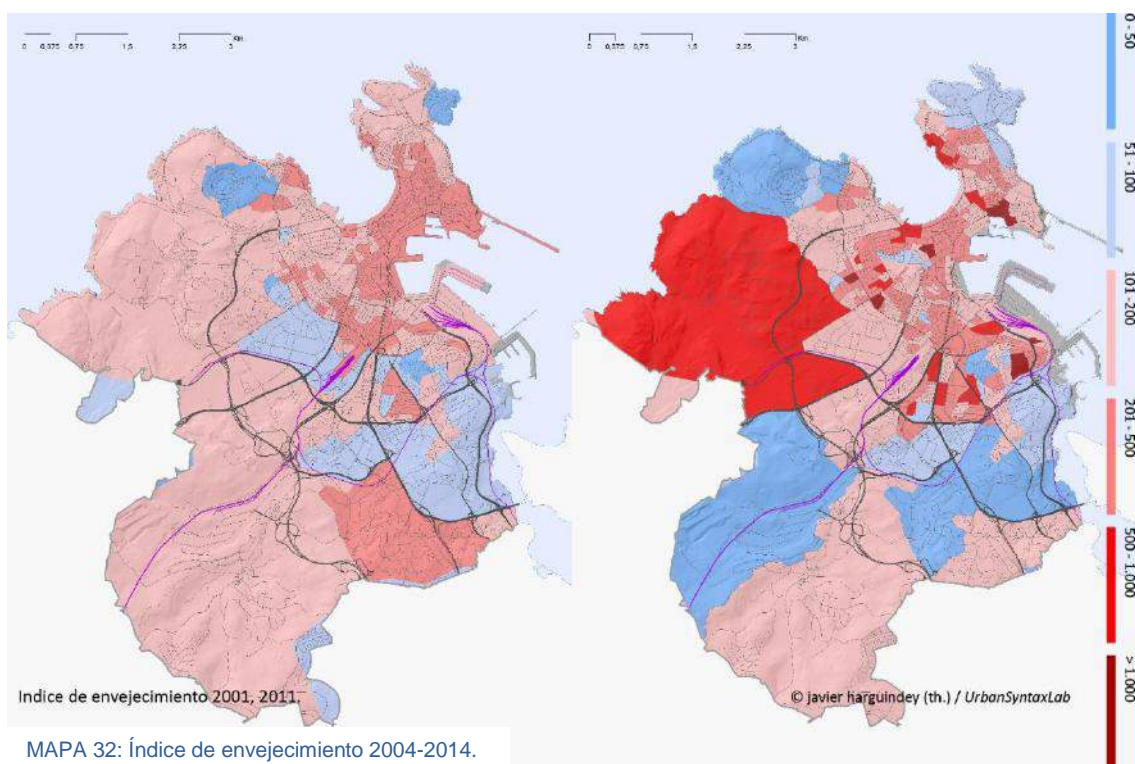 0 0,375 0,75 1,5 2,25 3 Km.
0 0,375 0,75 1,5 2,25 3 Km.
0 - 50
51 - 100
101 -200
201 - 500
500 - 1.000
> 1.000
Indice de envejecimiento 2001, 2011.
© javier harguindey (th.) / UrbanSyntaxLab
MAPA 32: Índice de envejecimiento 2004-2014.